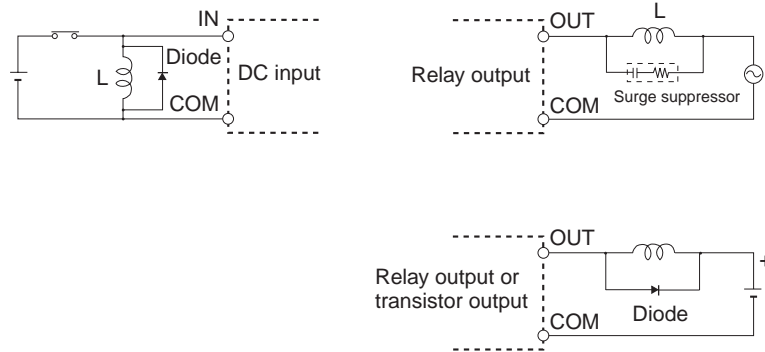 IN
Diode
L
DC input
COM
OUT
L
Relay output
Surge suppressor
COM
OUT
+
Relay output or
transistor output
Diode
COM